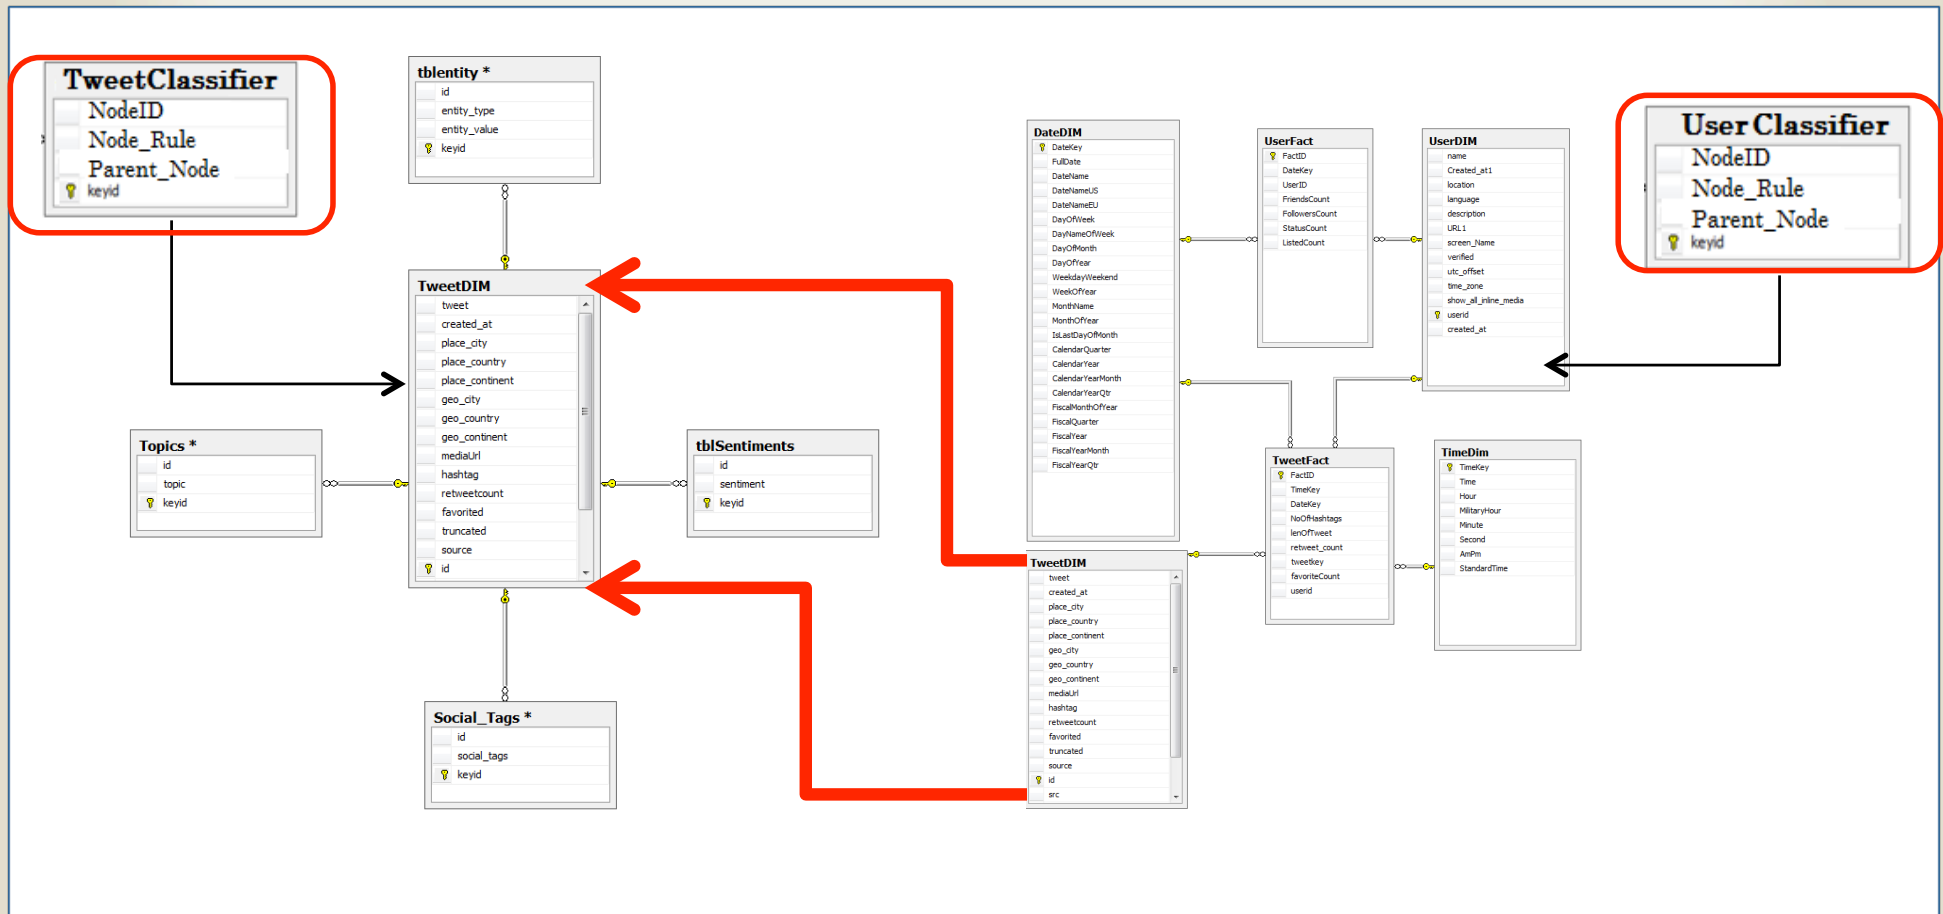 TweetClassifier
NodeID
Node_Rule
Parent_Node
keyid
tblentity *
id
entity_type
entity_value
keyid
TweetDIM
tweet
created_at
place_city
place_country
place_continent
geo_city
geo_country
geo_continent
mediaUrl
hashtag
retweetcount
favorited
truncated
source
id
Topics *
id
topic
keyid
tblSentiments
id
sentiment
keyid
Social_Tags *
id
social_tags
keyid
DateDIM
DateKey
FullDate
DateName
DateNameUS
DateNameEU
DayOfWeek
DayNameOfWeek
DayOfMonth
DayOfYear
WeekdayWeekend
WeekOfYear
MonthName
MonthOfYear
IsLastDayOfMonth
CalendarQuarter
CalendarYear
CalendarYearMonth
CalendarYearQtr
FiscalMonthOfYear
FiscalQuarter
FiscalYear
FiscalYearMonth
FiscalYearQtr
UserFact
FactID
DateKey
UserID
FriendsCount
FollowersCount
StatusCount
ListedCount
UserDIM
name
Created_at1
location
language
description
URL1
screen_Name
verified
utc_offset
time_zone
show_all_inline_media
userid
created_at
User Classifier
NodeID
Node_Rule
Parent_Node
keyid
TweetDIM
tweet
created_at
place_city
place_country
place_continent
geo_city
geo_country
geo_continent
mediaUrl
hashtag
retweetcount
favorited
truncated
source
id
src
TweetFact
FactID
TimeKey
DateKey
NoOfHashtags
lenOfTweet
retweet_count
tweetkey
favoriteCount
userid
TimeDim
TimeKey
Time
Hour
MilitaryHour
Minute
Second
AmPm
StandardTime